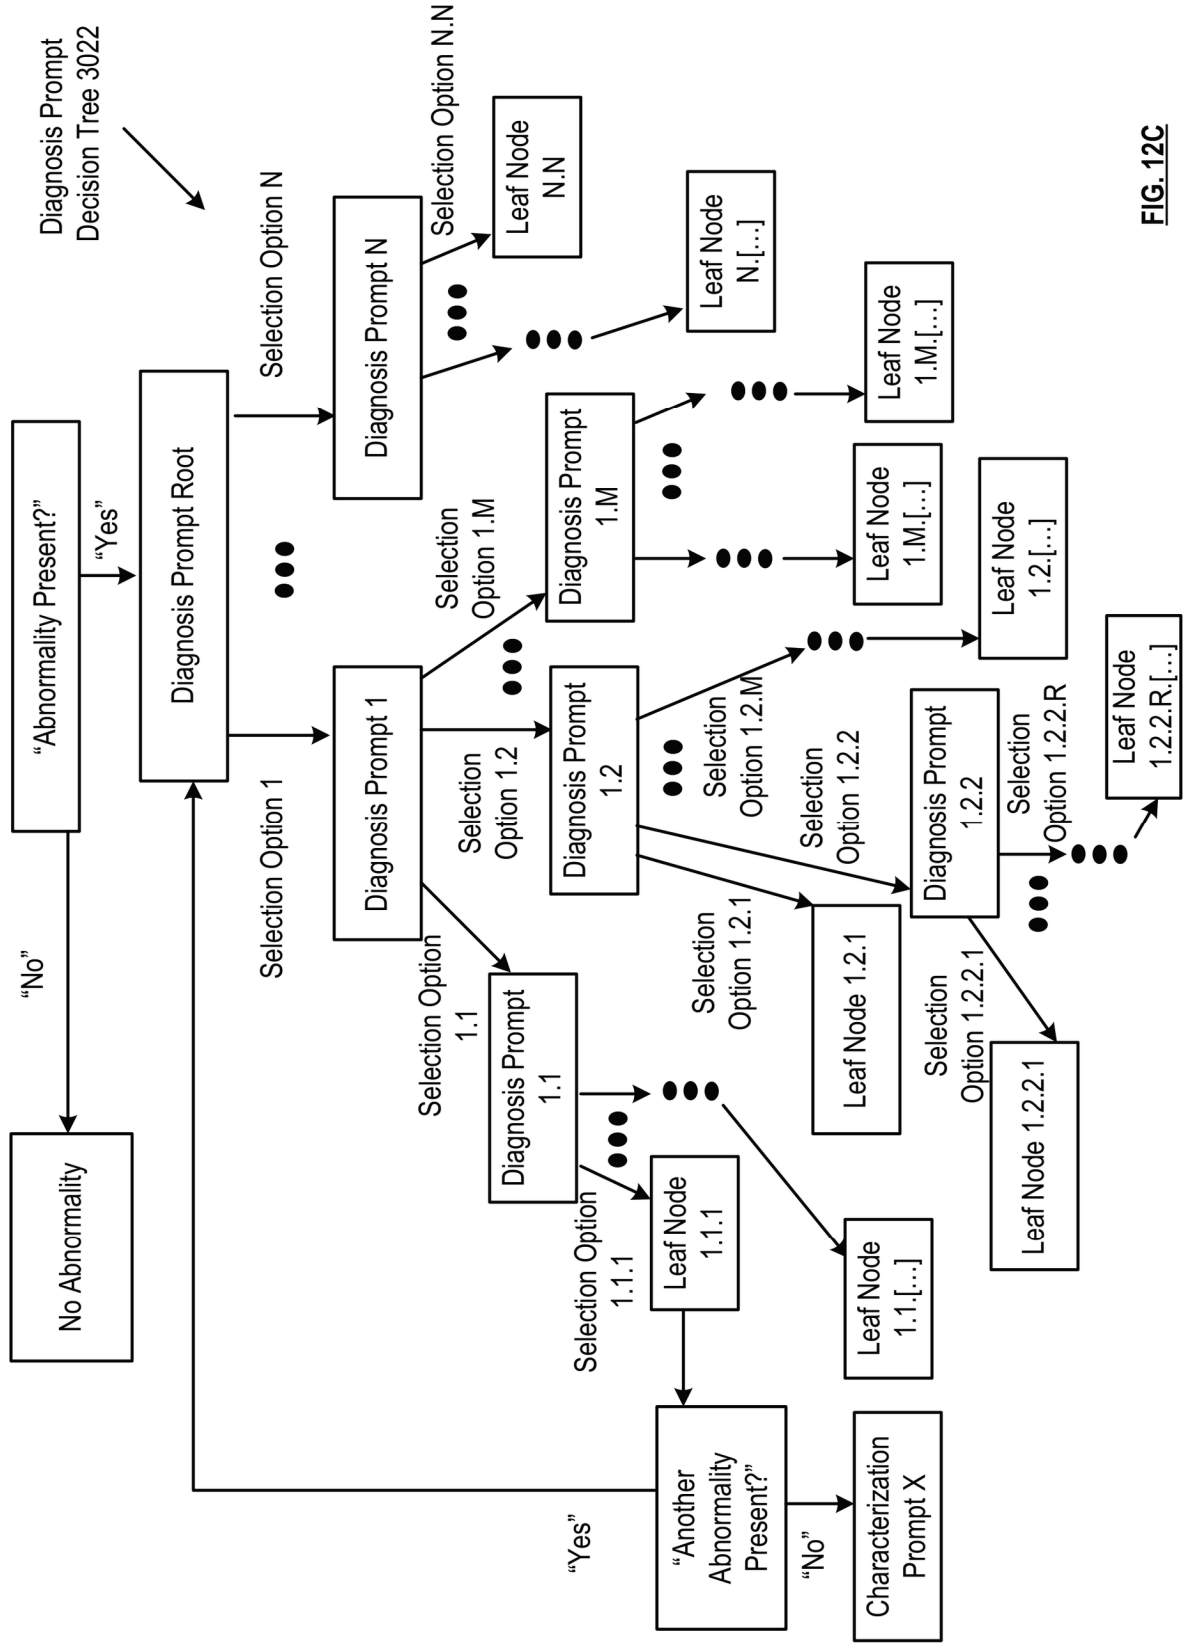 Diagnosis Prompt
Decision Tree 3022
“Abnormality Present?”
“No”
“Yes”
No Abnormality
Diagnosis Prompt Root
Selection Option 1
Selection Option N
Diagnosis Prompt 1
Diagnosis Prompt N
Selection Option
1.1
Selection
Option 1.2
Selection
Option 1.M
Selection Option N.N
Leaf Node
N.N
Diagnosis Prompt
1.1
Diagnosis Prompt
1.2
Diagnosis Prompt
1.M
Leaf Node
N.[...]
Selection Option
1.1.1
Leaf Node
1.1.1
Selection
Option 1.2.1
Selection
Option 1.2.2
Selection
Option 1.2.M
“Yes”
“Another
Abnormality
Present?”
“No”
Characterization
Prompt X
Leaf Node
1.1.[...]
Leaf Node 1.2.1
Diagnosis Prompt
1.2.2
Leaf Node
1.M.[...]
Leaf Node
1.M.[...]
Leaf Node
1.2.[...]
Selection
Option 1.2.2.1
Selection
Option 1.2.2.R
Leaf Node 1.2.2.1
Leaf Node
1.2.2.R.[...]
FIG. 12C